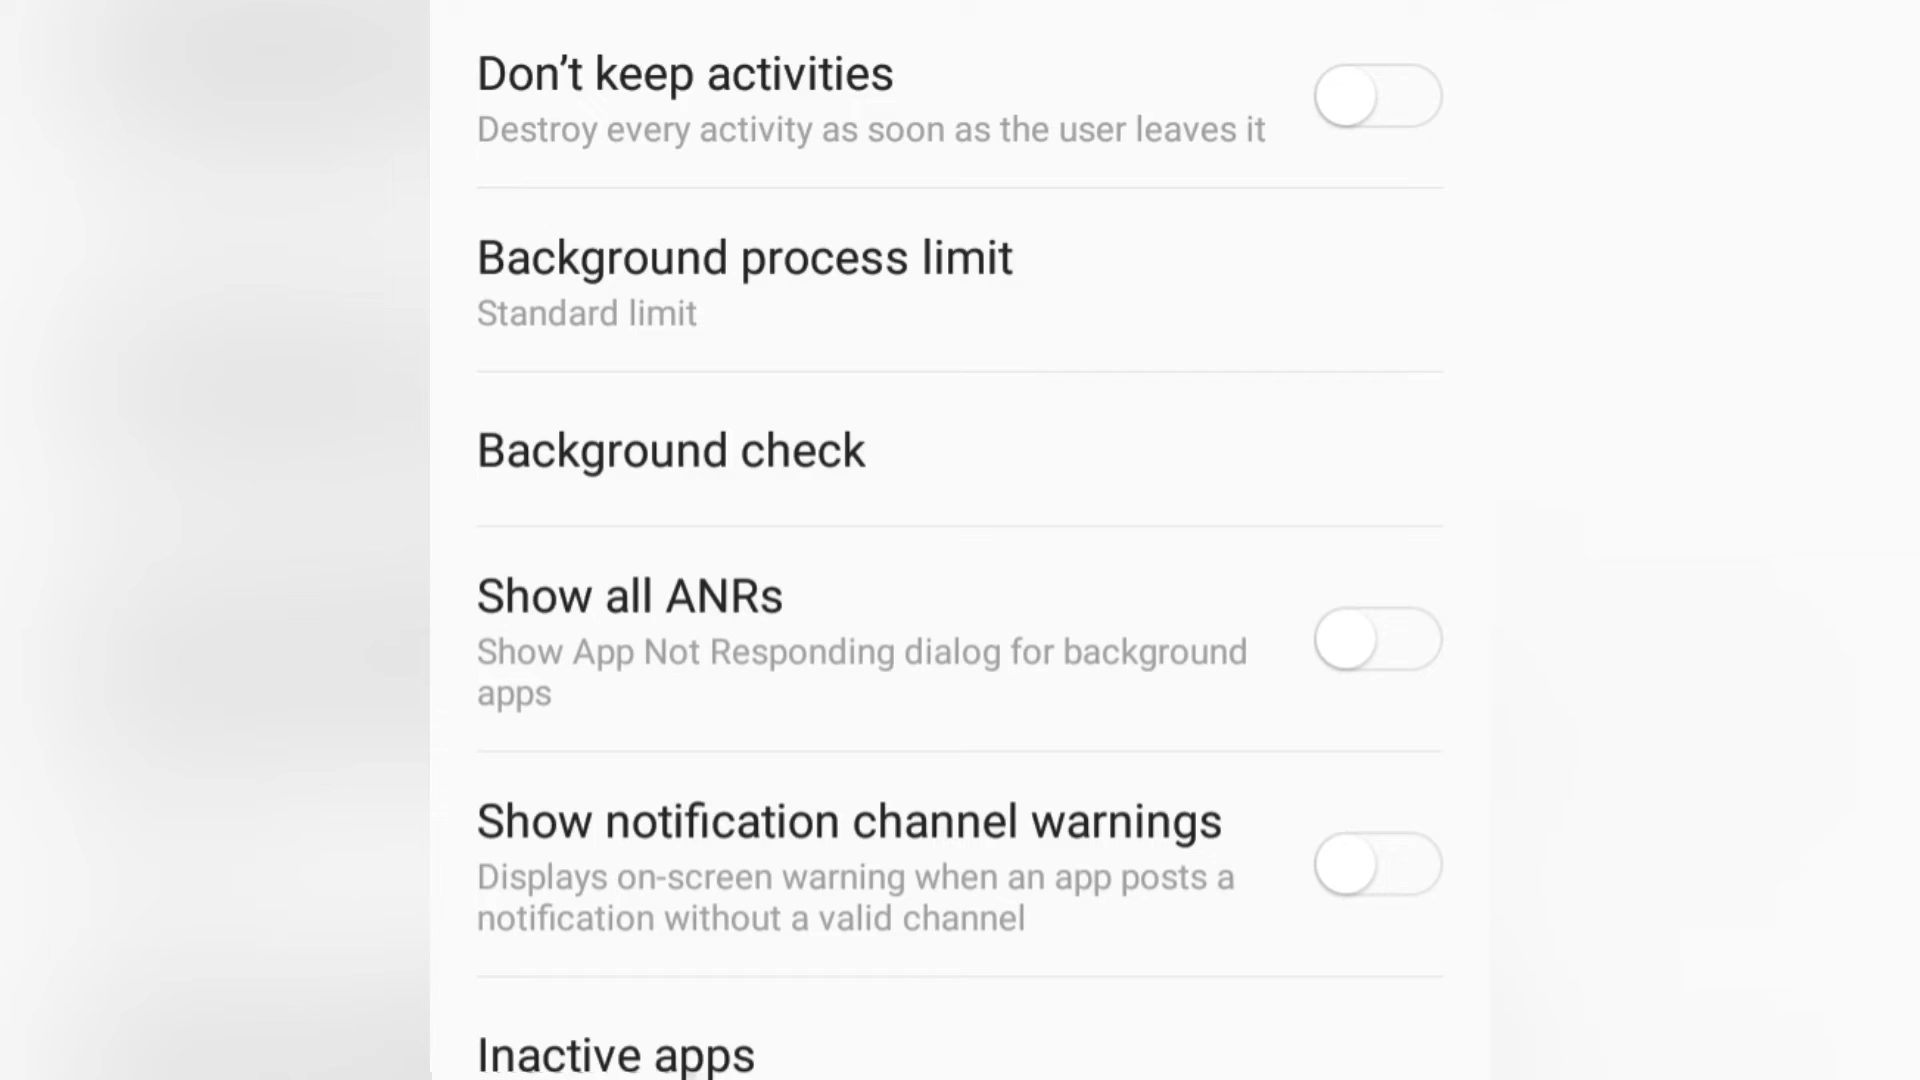 Don’t keep activities
Destroy every activity as soon as the user leaves it
Background process limit
Standard limit
Background check
Show all ANRs
Show App Not Responding dialog for background
apps
Show notification channel warnings
Displays on-screen warning when an app posts a
notification without a valid channel
Inactive apps